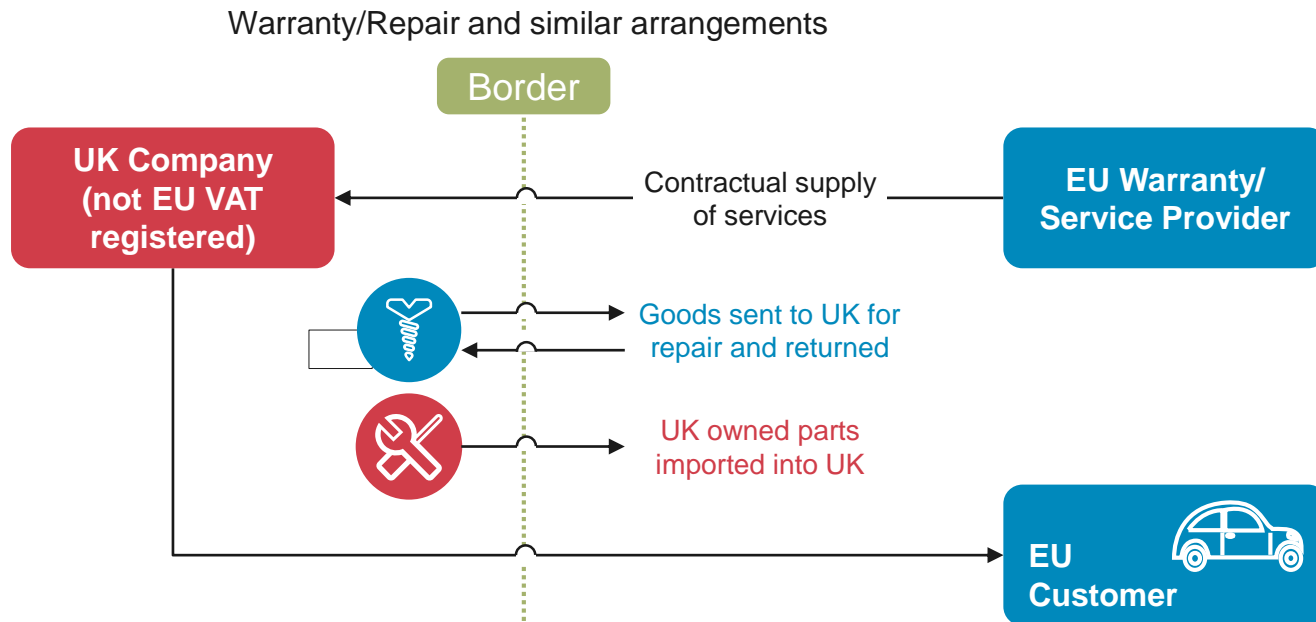 Warranty/Repair and similar arrangements
Border
UK Company
(not EU VAT
registered)
Contractual supply
of services
EU Warranty/
Service Provider
Goods sent to UK for
repair and returned
UK owned parts
imported into UK
EU
Customer